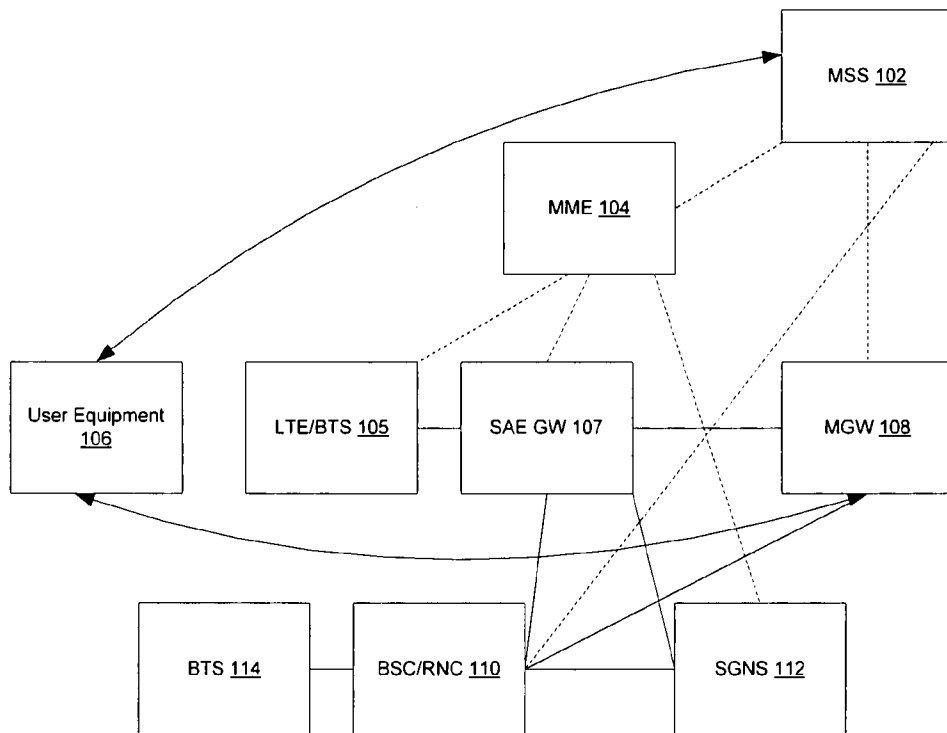 MSS 102
MME 104
User Equipment
106
LTE/BTS 105
SAE GW 107
MGW 108
BTS 114
BSC/RNC 110
SGNS 112